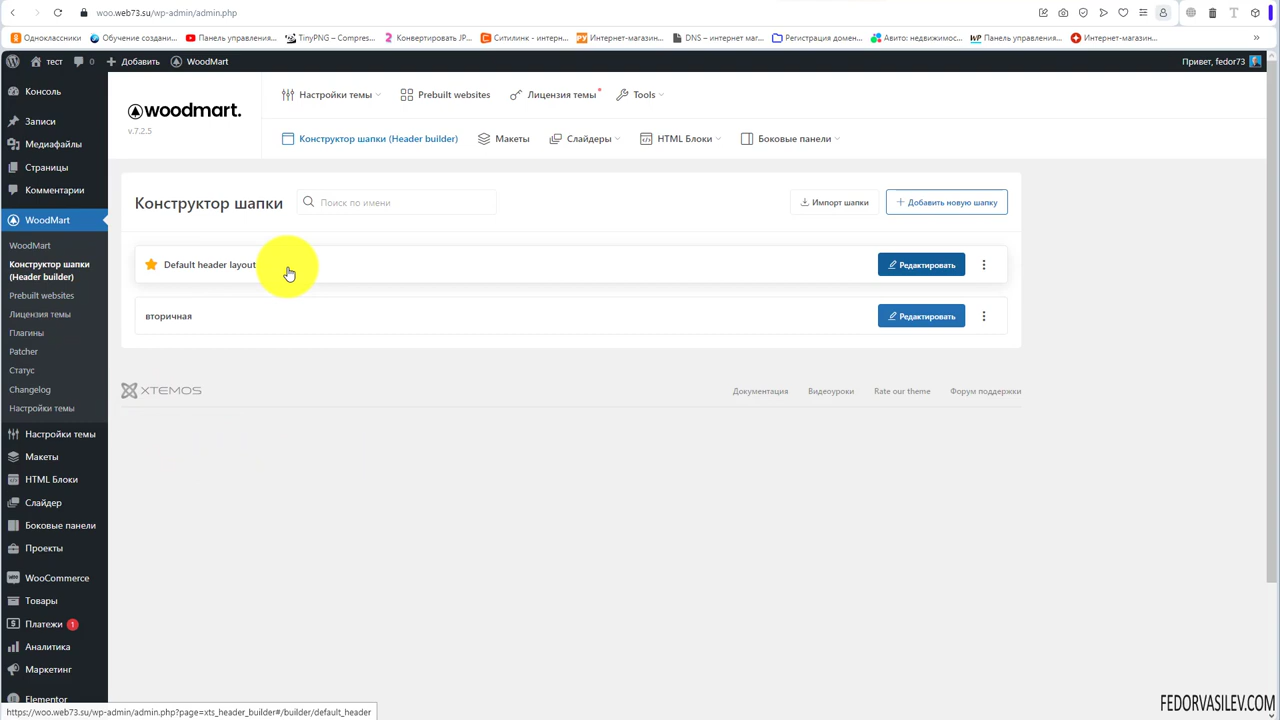 woo.web73.su/wp-admin/admin.php
Одноклассники
Обучение создани...
Панель управления...
TinyPNG – Compres...
Конвертировать JP...
Ситилинк - интерн...
Интернет-магазин...
DNS – интернет маг...
Регистрация домен...
Авито: недвижимос...
Панель управления...
Интернет-магазин...
тест
Добавить
WoodMart
Привет, fedor73
Консоль
Записи
Медиафайлы
Страницы
Комментарии
WoodMart
WoodMart
Конструктор шапки
(Header builder)
Prebuilt websites
Лицензия темы
Плагины
Patcher
Статус
Changelog
Настройки темы
Настройки темы
Макеты
HTML Блоки
Слайдер
Боковые панели
Проекты
WooCommerce
Товары
Платежи 1
Аналитика
Маркетинг
Elementor
woodmart.
v.7.2.5
Настройки темы
Prebuilt websites
Лицензия темы
Tools
Конструктор шапки (Header builder)
Макеты
Слайдеры
HTML Блоки
Боковые панели
Конструктор шапки
Поиск по имени
Импорт шапки
Добавить новую шапку
Default header layout
Редактировать
вторичная
Редактировать
XTEMOS
Документация
Видеоуроки
Rate our theme
Форум поддержки
https://woo.web73.su/wp-admin/admin.php?page=xts_header_builder#/builder/default_header
FEDORVASILEV.COM